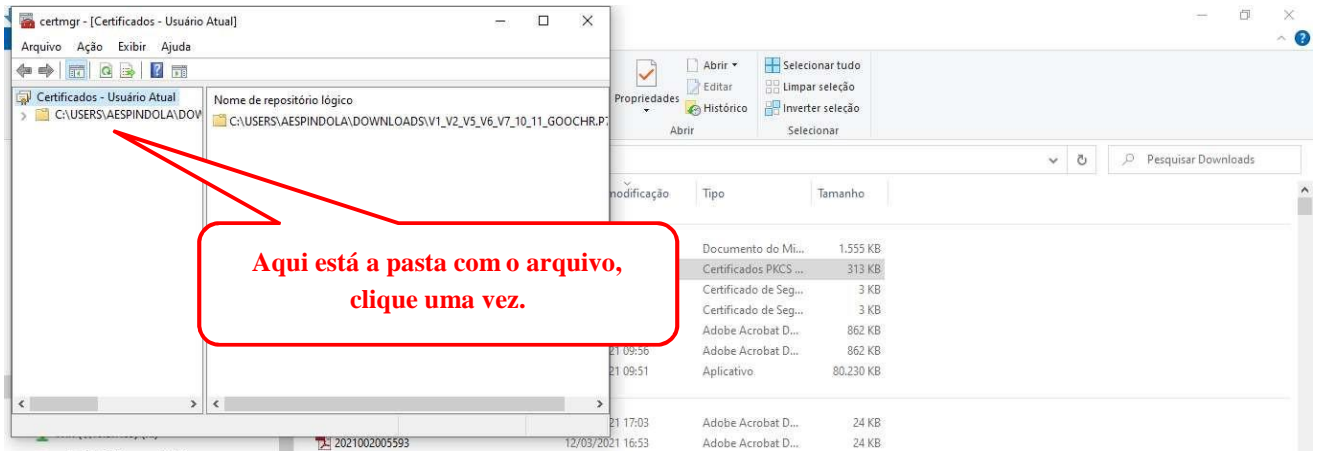 certmgr - [Certificados - Usuário Atual]
Arquivo Ação Exibir Ajuda
Certificados - Usuário Atual
C:\USERS\AESPINDOLA\DOW
Nome de repositório lógico
C:\USERS\AESPINDOLA\DOWNLOADS\V1_V2_V5_V6_V7_10_11_GOOCHR.P7
Aqui está a pasta com o arquivo,
clique uma vez.
Propriedades
Abrir
Editar
Histórico
Abrir
Selecionar tudo
Limpar seleção
Inverter seleção
Selecionar
Pesquisar Downloads
modificação Tipo Tamanho
Documento do Mi... 1.555 KB
Certificados PKCS ... 313 KB
Certificado de Seg... 3 KB
Certificado de Seg... 3 KB
Adobe Acrobat D... 862 KB
21 09:56 Adobe Acrobat D... 862 KB
21 09:51 Aplicativo 80.230 KB
21 17:03 Adobe Acrobat D... 24 KB
2021002005593 12/03/2021 16:53 Adobe Acrobat D... 24 KB